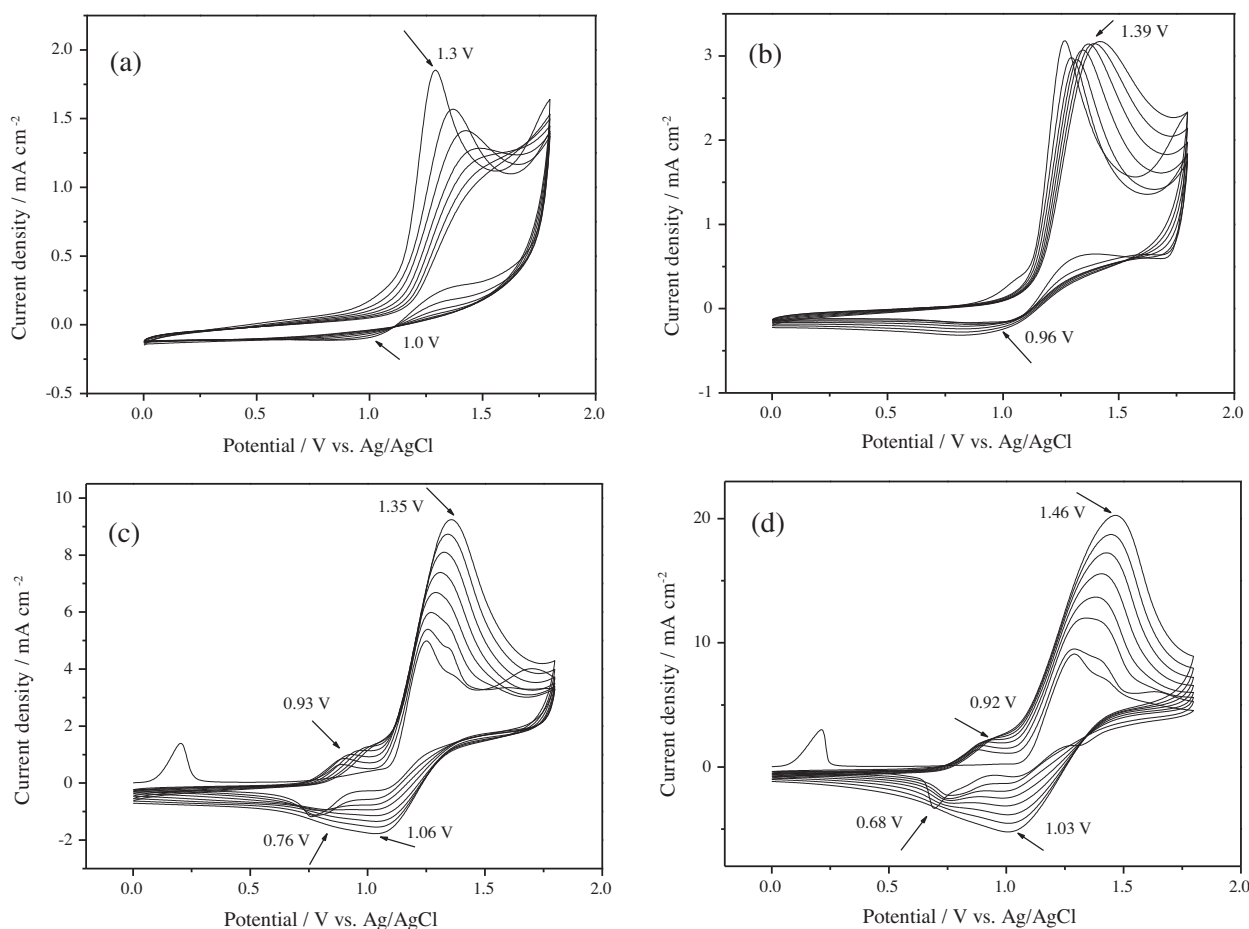 (a)
1.3 V
1.0 V
2.0
1.5
1.0
0.5
0.0
-0.5
0.0
0.5
1.0
1.5
2.0
Current density / mA cm-2
Potential / V vs. Ag/AgCl
(b)
1.39 V
0.96 V
3
2
1
0
-1
0.0
0.5
1.0
1.5
2.0
Current density / mA cm-2
Potential / V vs. Ag/AgCl
(c)
1.35 V
0.93 V
0.76 V
1.06 V
10
8
6
4
2
0
-2
0.0
0.5
1.0
1.5
2.0
Current density / mA cm-2
Potential / V vs. Ag/AgCl
(d)
1.46 V
0.92 V
0.68 V
1.03 V
20
10
0
0.0
0.5
1.0
1.5
2.0
Current density / mA cm-2
Potential / V vs. Ag/AgCl